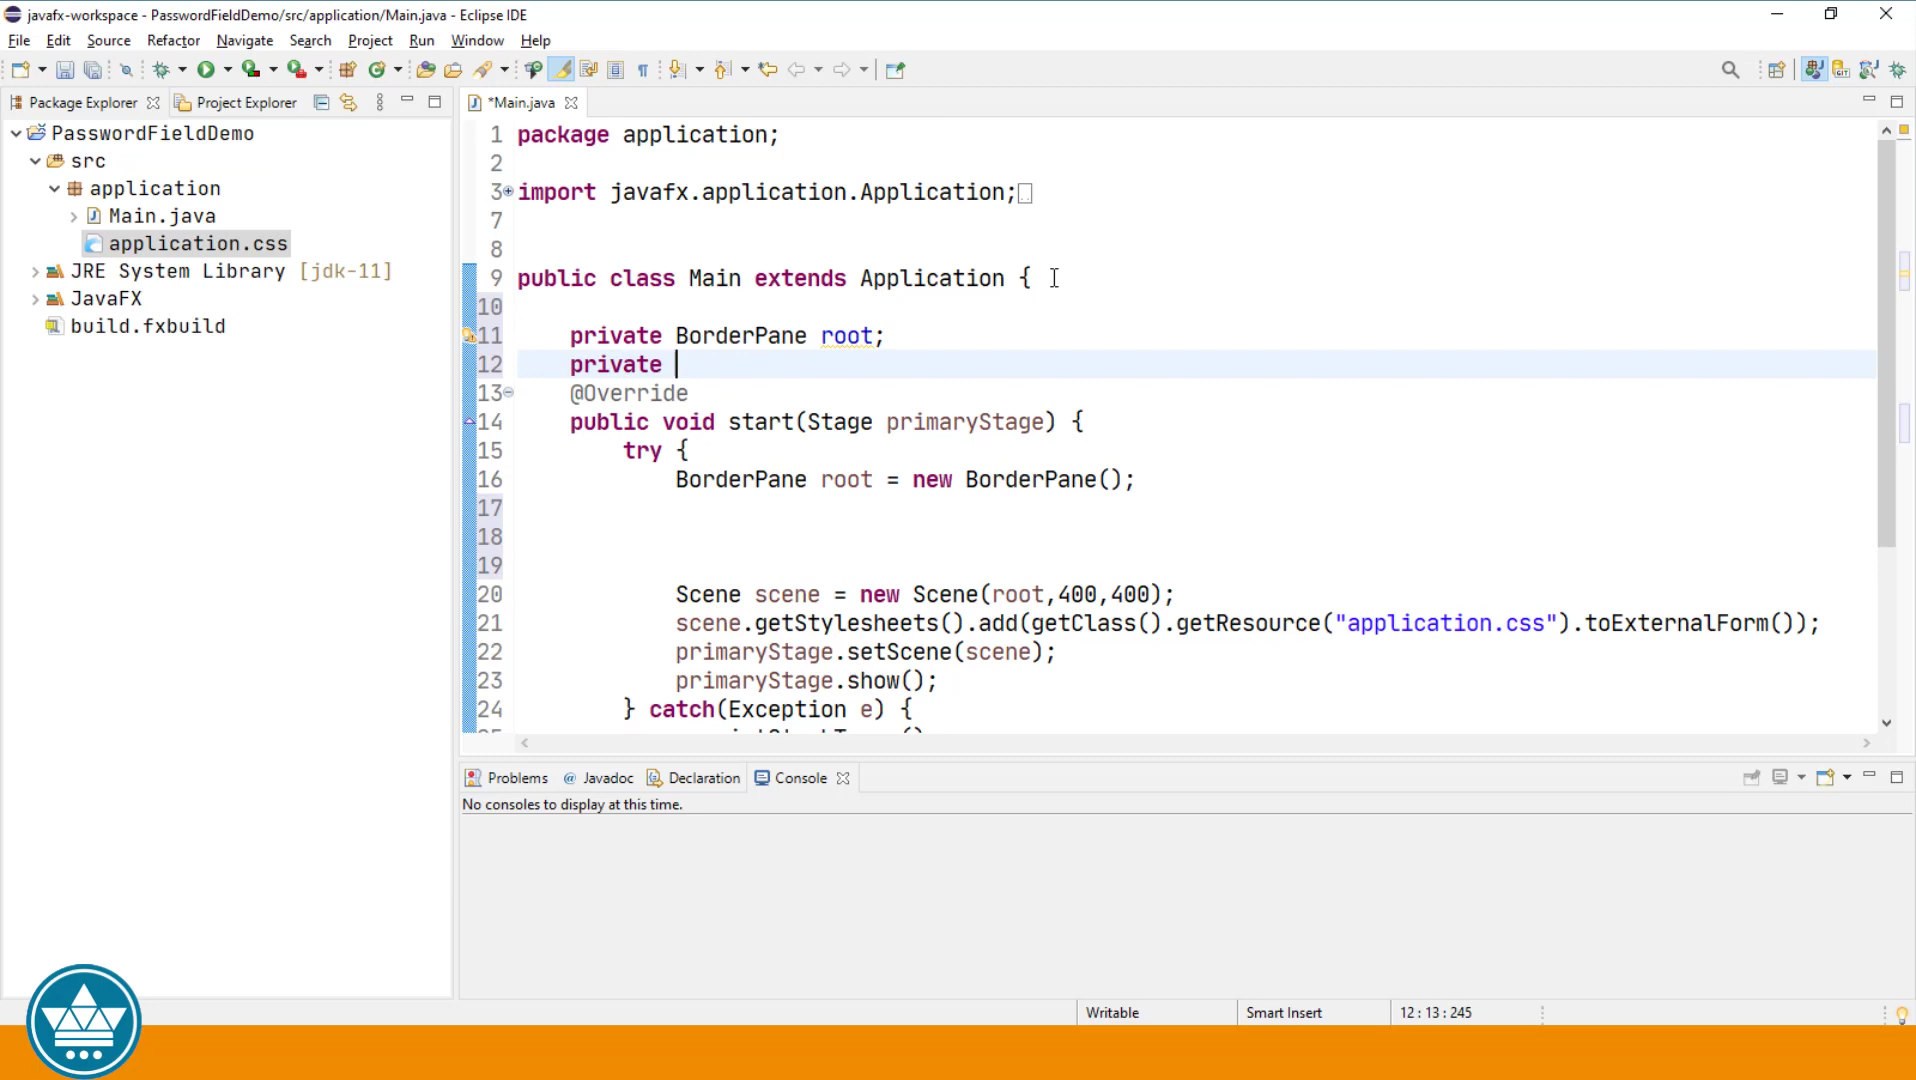 javafx-workspace - PasswordFieldDemo/src/application/Main.java - Eclipse IDE
File Edit Source Refactor Navigate Search Project Run Window Help
Package Explorer Project Explorer
*Main.java
PasswordFieldDemo
src
application
Main.java
application.css
JRE System Library [jdk-11]
JavaFX
build.fxbuild
1 package application;
2
3 import javafx.application.Application;
7
8
9 public class Main extends Application {
10
11 private BorderPane root;
12 private
13 @Override
14 public void start(Stage primaryStage) {
15 try {
16 BorderPane root = new BorderPane();
17
18
19
20 Scene scene = new Scene(root,400,400);
21 scene.getStylesheets().add(getClass().getResource("application.css").toExternalForm());
22 primaryStage.setScene(scene);
23 primaryStage.show();
24 } catch(Exception e) {
Problems @ Javadoc Declaration Console
No consoles to display at this time.
Writable Smart Insert 12 : 13 : 245